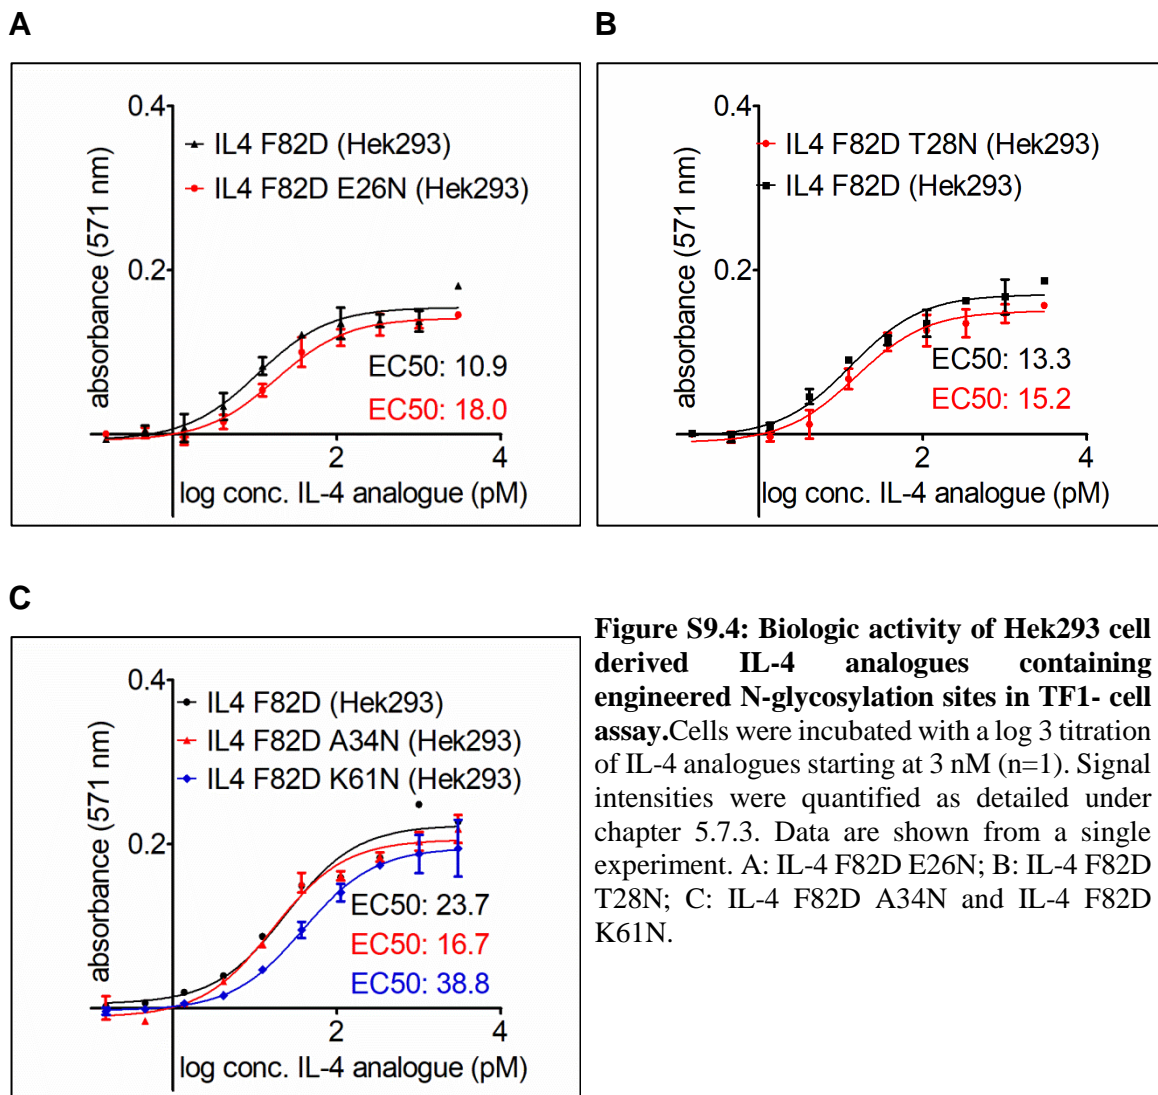 A
0.4
0.2
absorbance (571 nm)
IL4 F82D (Hek293)
IL4 F82D E26N (Hek293)
EC50: 10.9
EC50: 18.0
2
4
log conc. IL-4 analogue (pM)
B
0.4
0.2
absorbance (571 nm)
IL4 F82D T28N (Hek293)
IL4 F82D (Hek293)
EC50: 13.3
EC50: 15.2
2
4
log conc. IL-4 analogue (pM)
C
0.4
0.2
absorbance (571 nm)
IL4 F82D (Hek293)
IL4 F82D A34N (Hek293)
IL4 F82D K61N (Hek293)
EC50: 23.7
EC50: 16.7
EC50: 38.8
2
4
log conc. IL-4 analogue (pM)
Figure S9.4: Biologic activity of Hek293 cell
derived IL-4 analogues containing
engineered N-glycosylation sites in TF1- cell
assay.Cells were incubated with a log 3 titration
of IL-4 analogues starting at 3 nM (n=1). Signal
intensities were quantified as detailed under
chapter 5.7.3. Data are shown from a single
experiment. A: IL-4 F82D E26N; B: IL-4 F82D
T28N; C: IL-4 F82D A34N and IL-4 F82D
K61N.